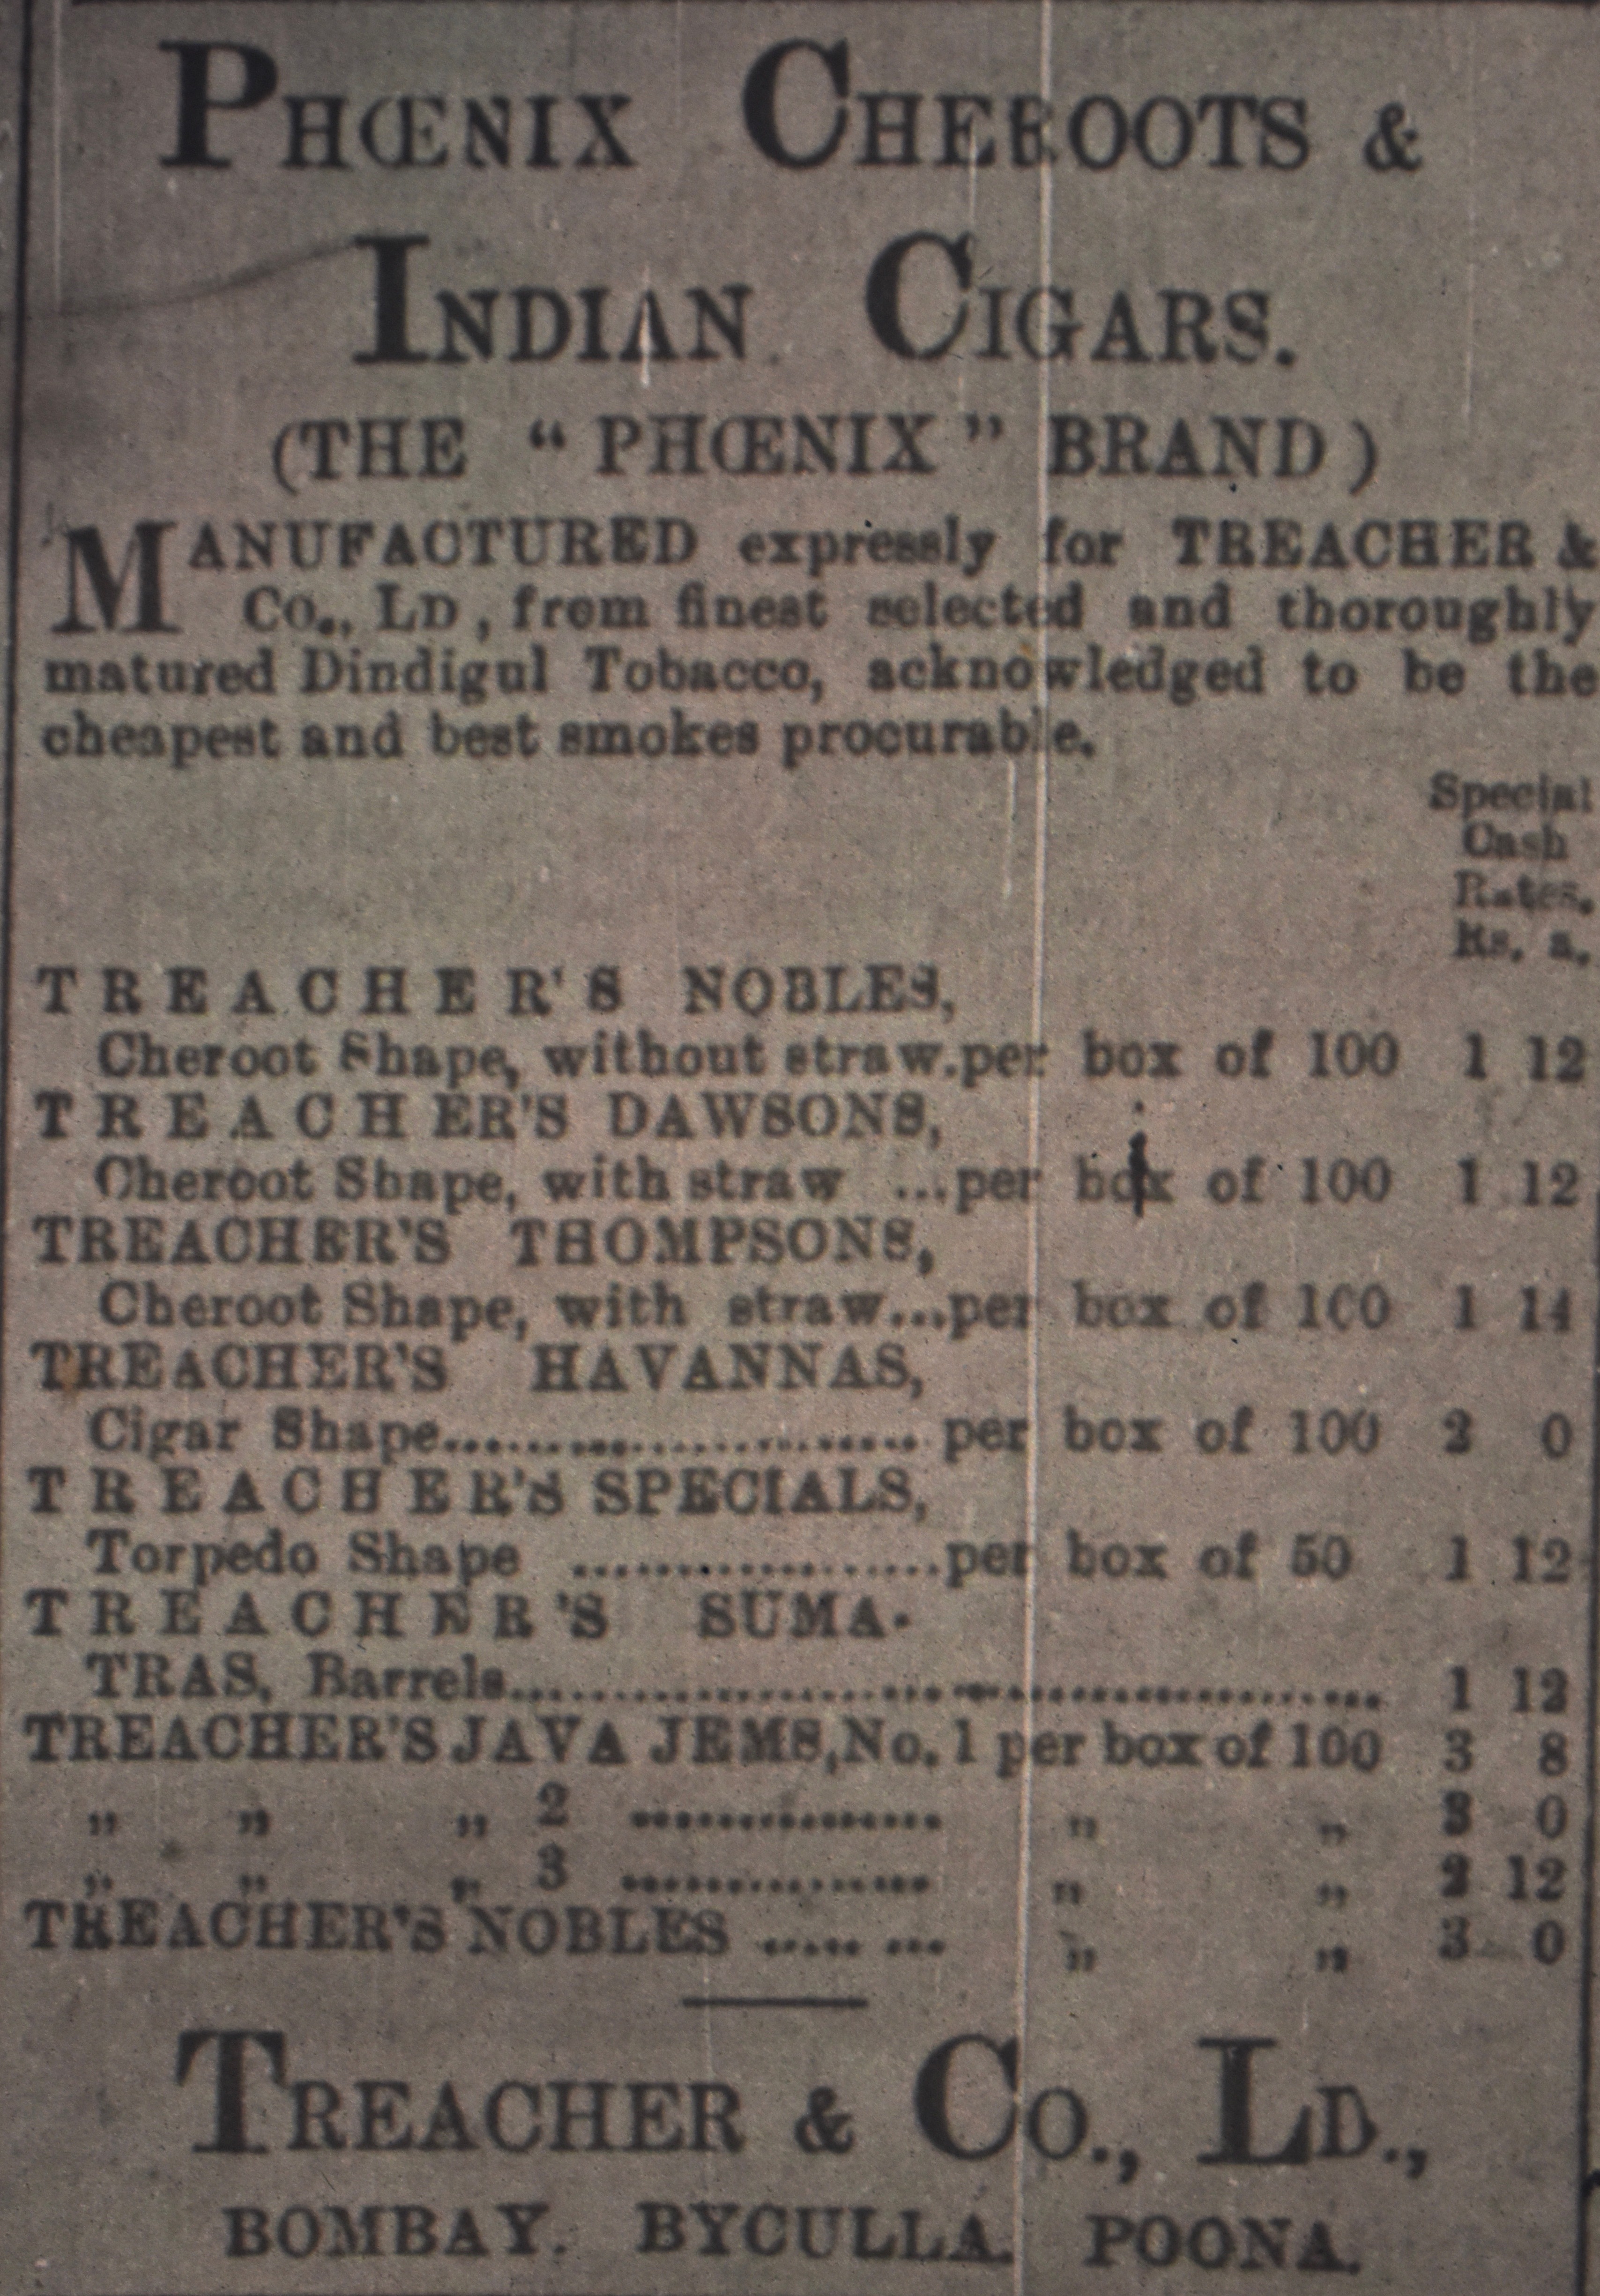 PHŒNIX CHEROOTS &
INDIAN CIGARS.
(THE “PHŒNIX” BRAND)
MANUFACTURED expressly for TREACHER &
Co., LD, from finest selected and thoroughly
matured Dindigul Tobacco, acknowledged to be the
cheapest and best smokes procurable.
Special
Cash
Rates.
Rs. a.
TREACHER'S NOBLES,
Cheroot Shape, without straw.per box of 100 1 12
TREACHER'S DAWSONS,
Cheroot Shape, with straw ...per box of 100 1 12
TREACHER'S THOMPSONS,
Cheroot Shape, with straw...per box of 100 1 14
TREACHER'S HAVANNAS,
Cigar Shape.............................. per box of 100 2 0
TREACHER'S SPECIALS,
Torpedo Shape .....................per box of 50 1 12
TREACHER'S SUMA-
TRAS, Barrels.................................................... 1 12
TREACHER'S JAVA JEMS, No. 1 per box of 100 3 8
„ „ „ 2 .................. „ „ 3 0
„ „ „ 3 .................. „ „ 2 12
TREACHER'S NOBLES ...... ... „ „ 3 0
TREACHER & CO., LD.,
BOMBAY. BYCULLA. POONA.